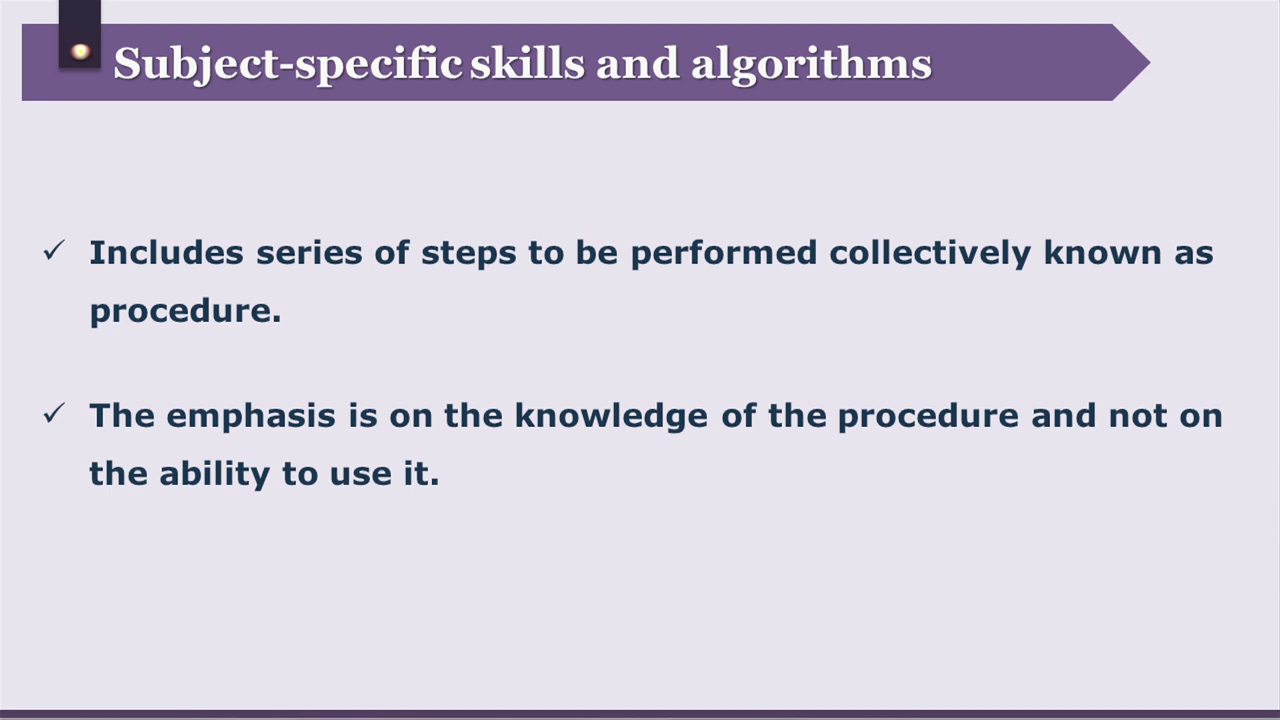 Subject-specific skills and algorithms
✓ Includes series of steps to be performed collectively known as
procedure.
✓ The emphasis is on the knowledge of the procedure and not on
the ability to use it.